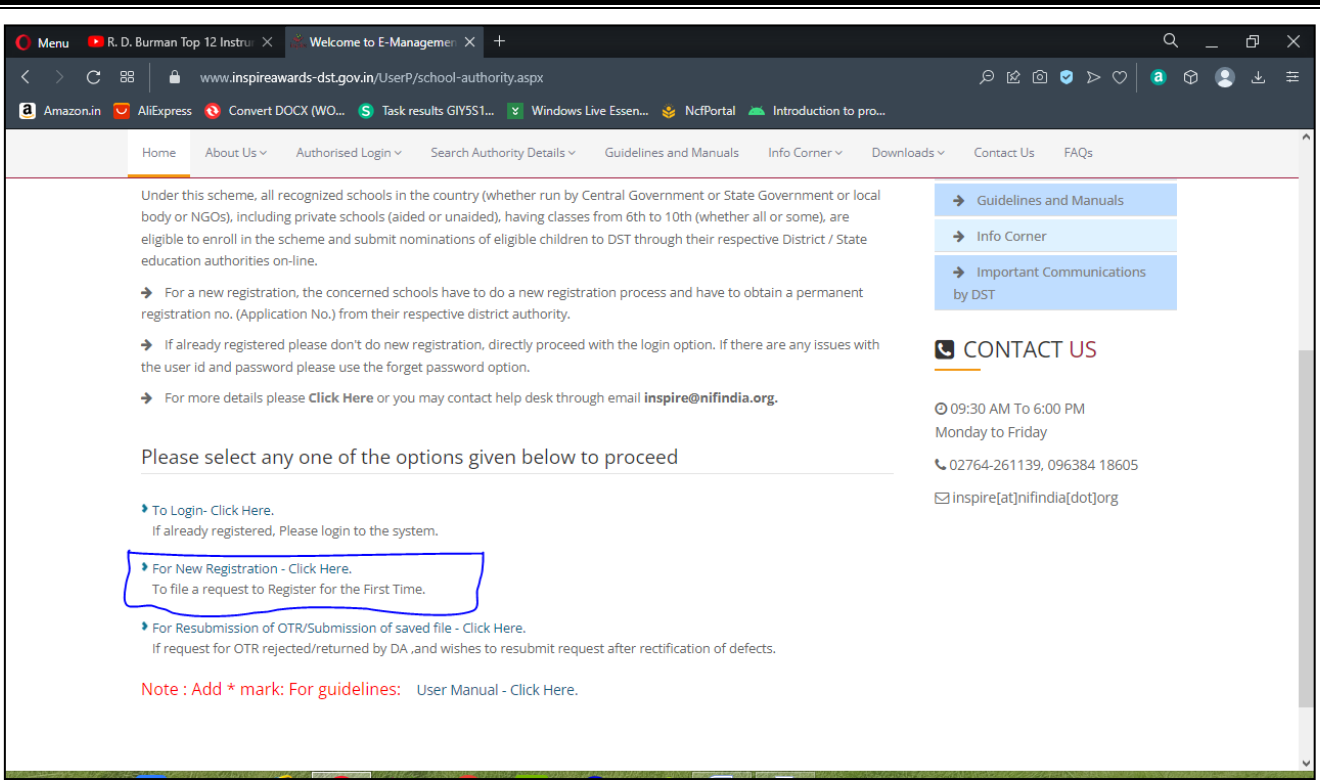 Menu
R. D. Burman Top 12 Instru
Welcome to E-Managemen
www.inspireawards-dst.gov.in/UserP/school-authority.aspx
Amazon.in
AliExpress
Convert DOCX (WO...
Task results GIY5S1...
Windows Live Essen...
NcfPortal
Introduction to pro...
Home
About Us
Authorised Login
Search Authority Details
Guidelines and Manuals
Info Corner
Downloads
Contact Us
FAQs
Under this scheme, all recognized schools in the country (whether run by Central Government or State Government or local
body or NGOs), including private schools (aided or unaided), having classes from 6th to 10th (whether all or some), are
eligible to enroll in the scheme and submit nominations of eligible children to DST through their respective District / State
education authorities on-line.
For a new registration, the concerned schools have to do a new registration process and have to obtain a permanent
registration no. (Application No.) from their respective district authority.
If already registered please don't do new registration, directly proceed with the login option. If there are any issues with
the user id and password please use the forget password option.
For more details please Click Here or you may contact help desk through email inspire@nifindia.org.
Please select any one of the options given below to proceed
To Login- Click Here.
If already registered, Please login to the system.
For New Registration - Click Here.
To file a request to Register for the First Time.
For Resubmission of OTR/Submission of saved file - Click Here.
If request for OTR rejected/returned by DA ,and wishes to resubmit request after rectification of defects.
Note : Add * mark: For guidelines: User Manual - Click Here.
Guidelines and Manuals
Info Corner
Important Communications
by DST
CONTACT US
09:30 AM To 6:00 PM
Monday to Friday
02764-261139, 096384 18605
inspire[at]nifindia[dot]org